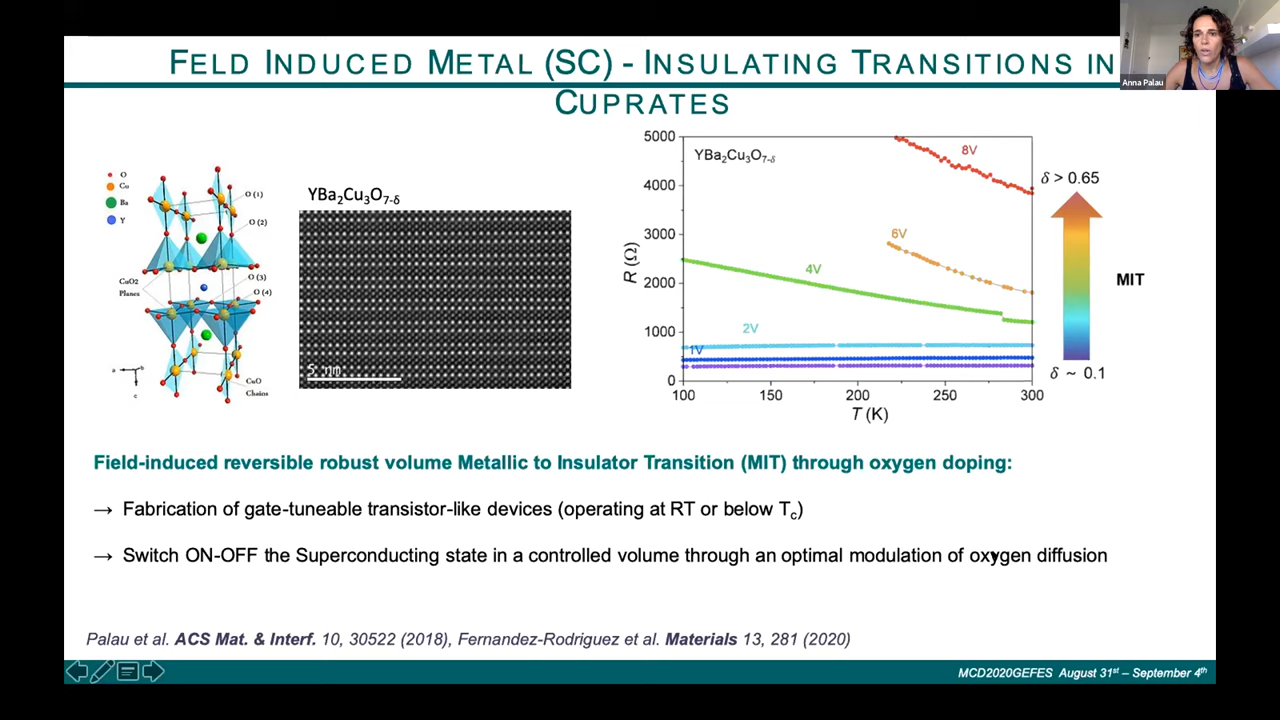 FELD INDUCED METAL (SC) - INSULATING TRANSITIONS IN
CUPRATES
Anna Palau
O
Cu
Ba
Y
O (1)
O (2)
O (3)
O (4)
CuO2
Planes
CuO
Chains
a
b
c
YBa2Cu3O7-δ
5 nm
YBa2Cu3O7-δ
R (Ω)
5000
4000
3000
2000
1000
0
8V
6V
4V
2V
1V
100 150 200 250 300
T (K)
δ > 0.65
MIT
δ ~ 0.1
Field-induced reversible robust volume Metallic to Insulator Transition (MIT) through oxygen doping:
→ Fabrication of gate-tuneable transistor-like devices (operating at RT or below Tc)
→ Switch ON-OFF the Superconducting state in a controlled volume through an optimal modulation of oxygen diffusion
Palau et al. ACS Mat. & Interf. 10, 30522 (2018), Fernandez-Rodriguez et al. Materials 13, 281 (2020)
MCD2020GEFES August 31st – September 4th